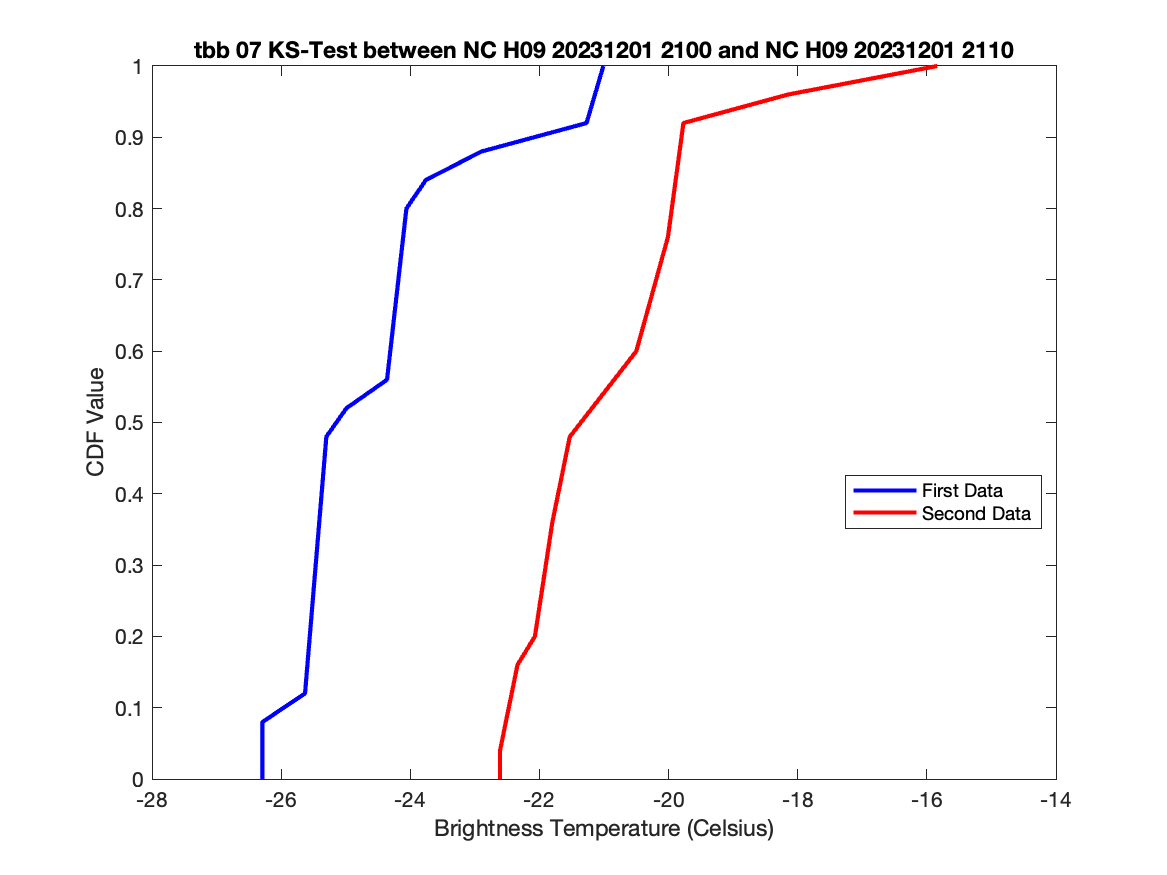 tbb 07 KS-Test between NC H09 20231201 2100 and NC H09 20231201 2110
1
0.9
0.8
0.7
0.6
0.5
0.4
0.3
0.2
0.1
0
CDF Value
First Data
Second Data
-28 -26 -24 -22 -20 -18 -16 -14
Brightness Temperature (Celsius)